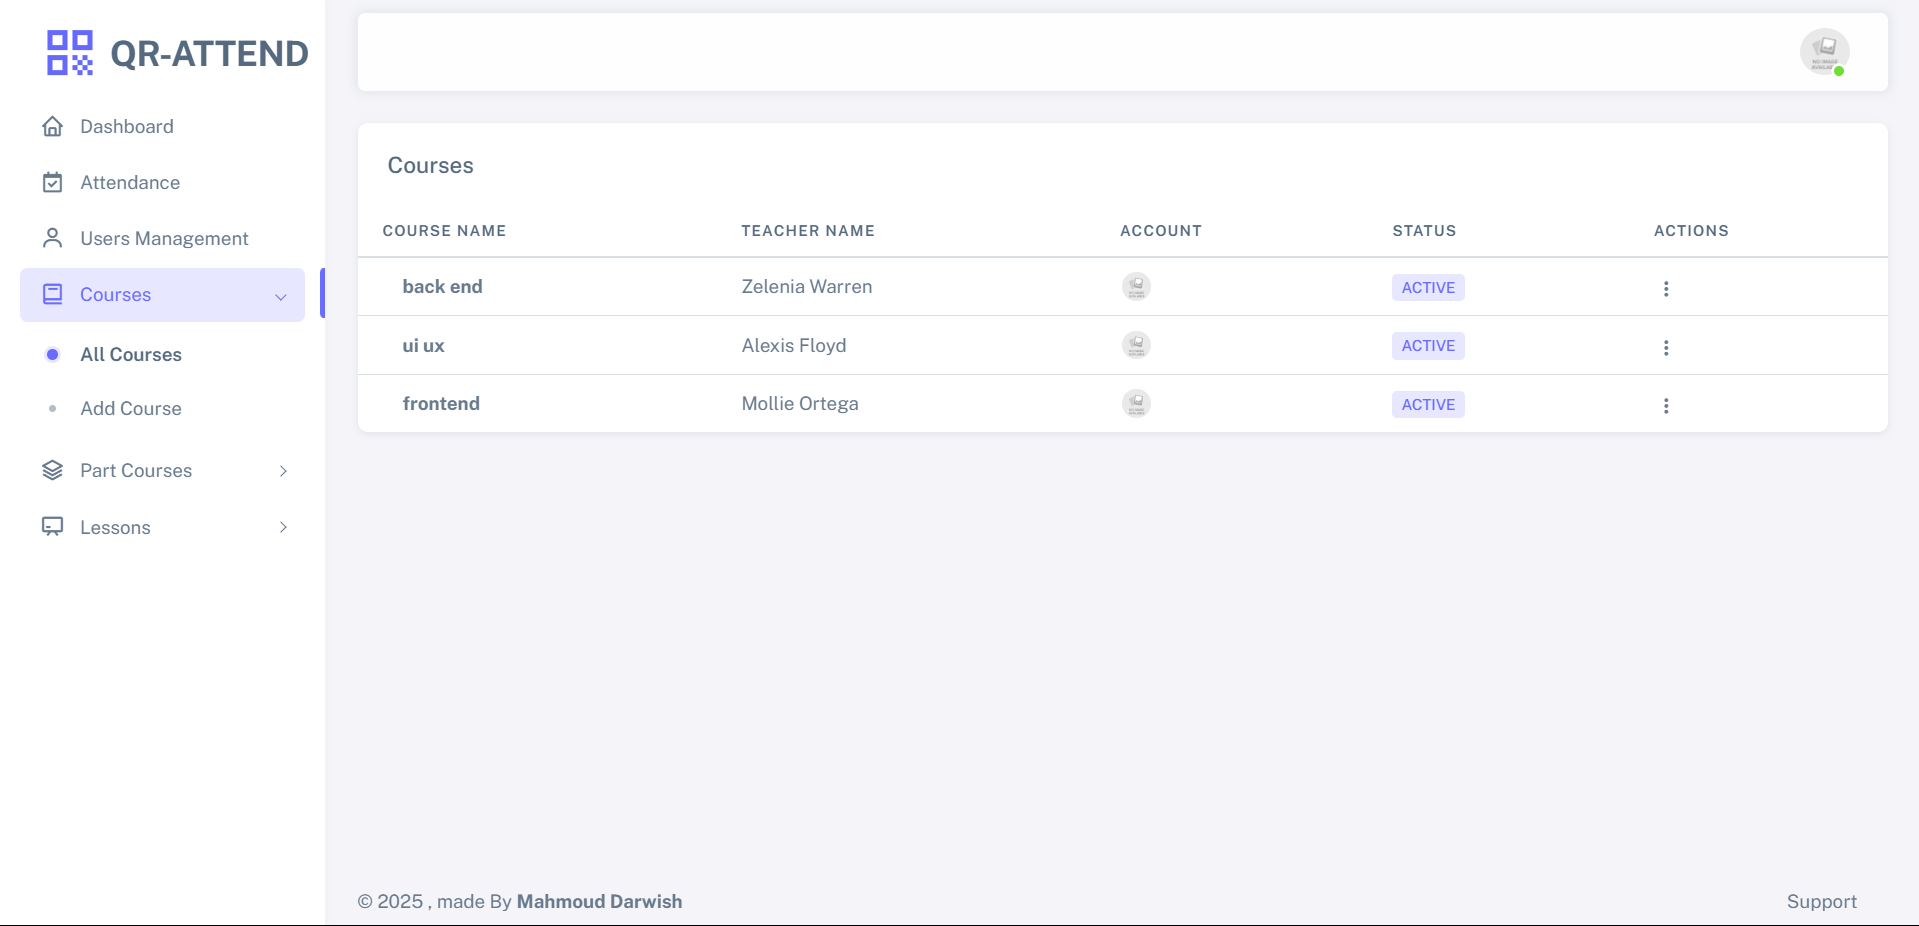 QR-ATTEND
Dashboard
Attendance
Users Management
Courses
All Courses
Add Course
Part Courses
Lessons
Courses
COURSE NAME TEACHER NAME ACCOUNT STATUS ACTIONS
back end Zelenia Warren ACTIVE
ui ux Alexis Floyd ACTIVE
frontend Mollie Ortega ACTIVE
© 2025 , made By Mahmoud Darwish
Support